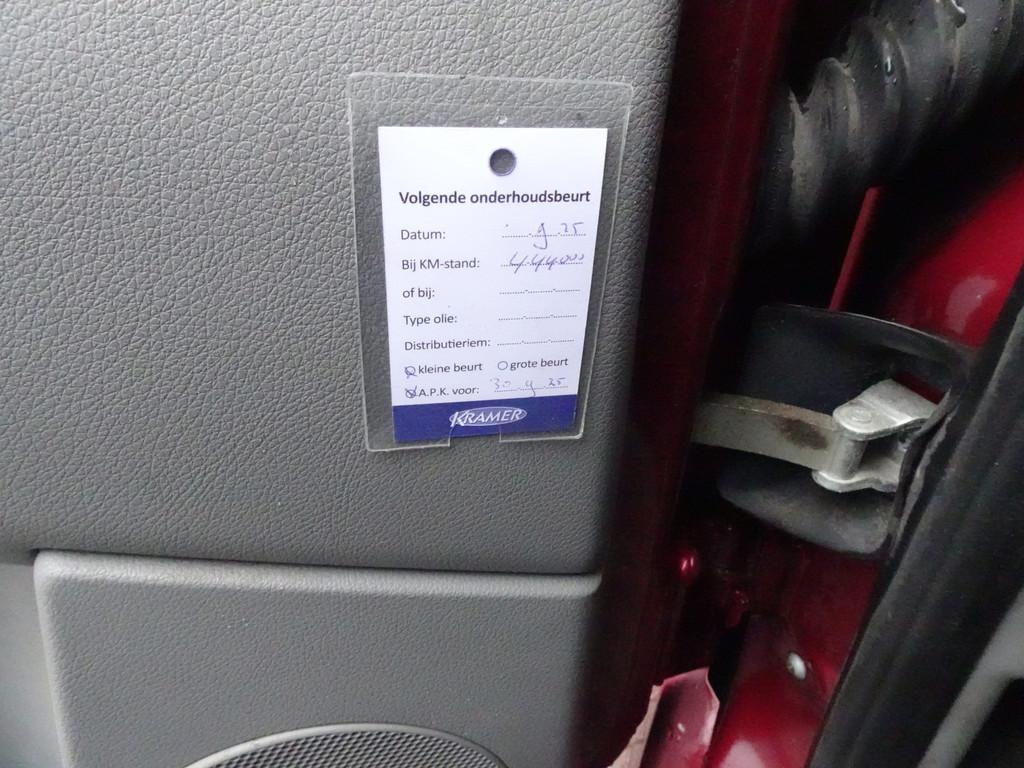 Volgende onderhoudsbeurt
Datum: 9 25
Bij KM-stand: 444000
of bij:
Type olie:
Distributieriem:
kleine beurt grote beurt
A.P.K. voor: 30 9 25
KRAMER